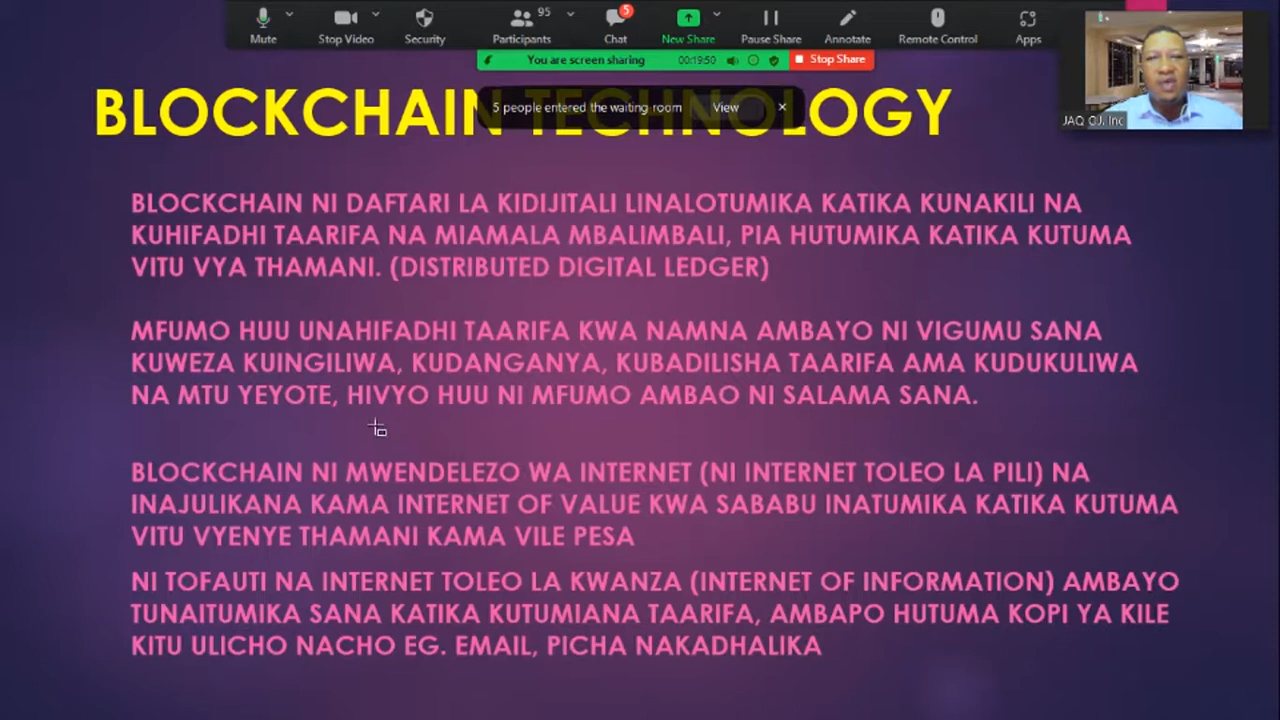 95
5
Mute
Stop Video
Security
Participants
Chat
New Share
Pause Share
Annotate
Remote Control
Apps
You are screen sharing
00:19:50
Stop Share
5 people entered the waiting room
View
JAQ OJ. Inc
BLOCKCHAIN TECHNOLOGY
BLOCKCHAIN NI DAFTARI LA KIDIJITALI LINALOTUMIKA KATIKA KUNAKILI NA
KUHIFADHI TAARIFA NA MIAMALA MBALIMBALI, PIA HUTUMIKA KATIKA KUTUMA
VITU VYA THAMANI. (DISTRIBUTED DIGITAL LEDGER)
MFUMO HUU UNAHIFADHI TAARIFA KWA NAMNA AMBAYO NI VIGUMU SANA
KUWEZA KUINGILIWA, KUDANGANYA, KUBADILISHA TAARIFA AMA KUDUKULIWA
NA MTU YEYOTE, HIVYO HUU NI MFUMO AMBAO NI SALAMA SANA.
BLOCKCHAIN NI MWENDELEZO WA INTERNET (NI INTERNET TOLEO LA PILI) NA
INAJULIKANA KAMA INTERNET OF VALUE KWA SABABU INATUMIKA KATIKA KUTUMA
VITU VYENYE THAMANI KAMA VILE PESA
NI TOFAUTI NA INTERNET TOLEO LA KWANZA (INTERNET OF INFORMATION) AMBAYO
TUNAITUMIKA SANA KATIKA KUTUMIANA TAARIFA, AMBAPO HUTUMA KOPI YA KILE
KITU ULICHO NACHO EG. EMAIL, PICHA NAKADHALIKA